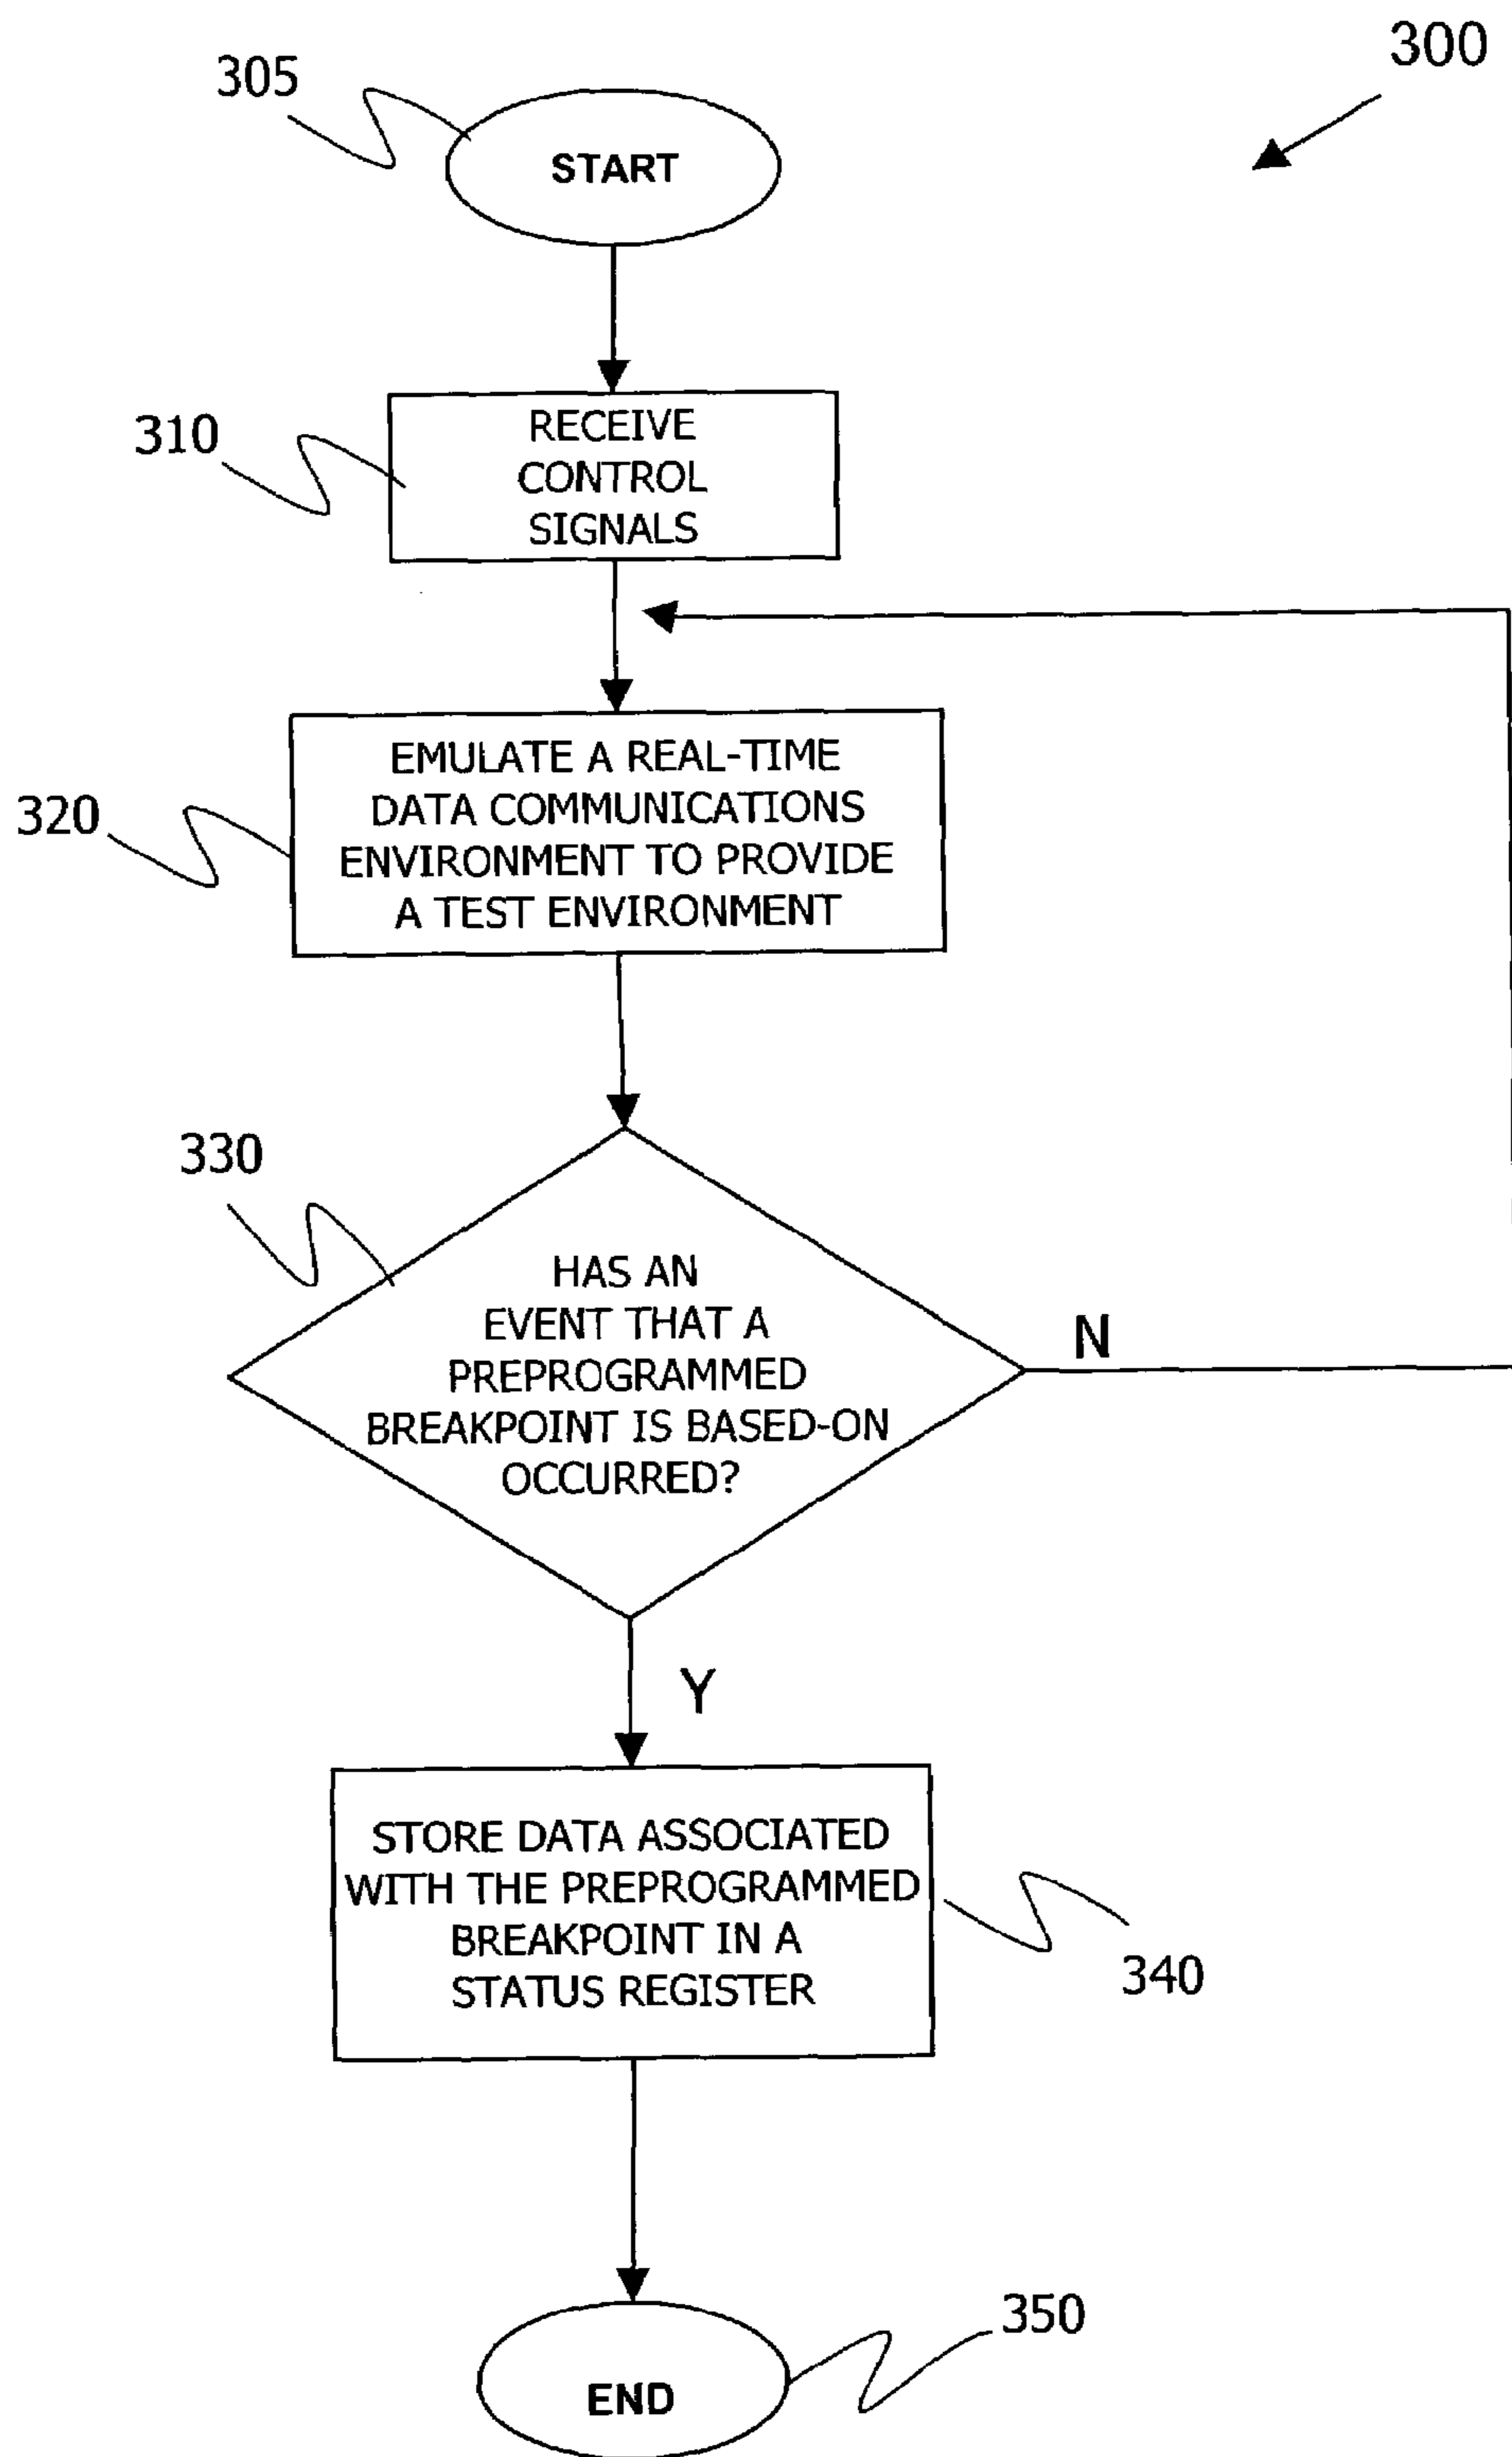 300
305
START
310
RECEIVE
CONTROL
SIGNALS
320
EMULATE A REAL-TIME
DATA COMMUNICATIONS
ENVIRONMENT TO PROVIDE
A TEST ENVIRONMENT
330
HAS AN
EVENT THAT A
PREPROGRAMMED
BREAKPOINT IS BASED-ON
OCCURRED?
N
Y
STORE DATA ASSOCIATED
WITH THE PREPROGRAMMED
BREAKPOINT IN A
STATUS REGISTER
340
350
END